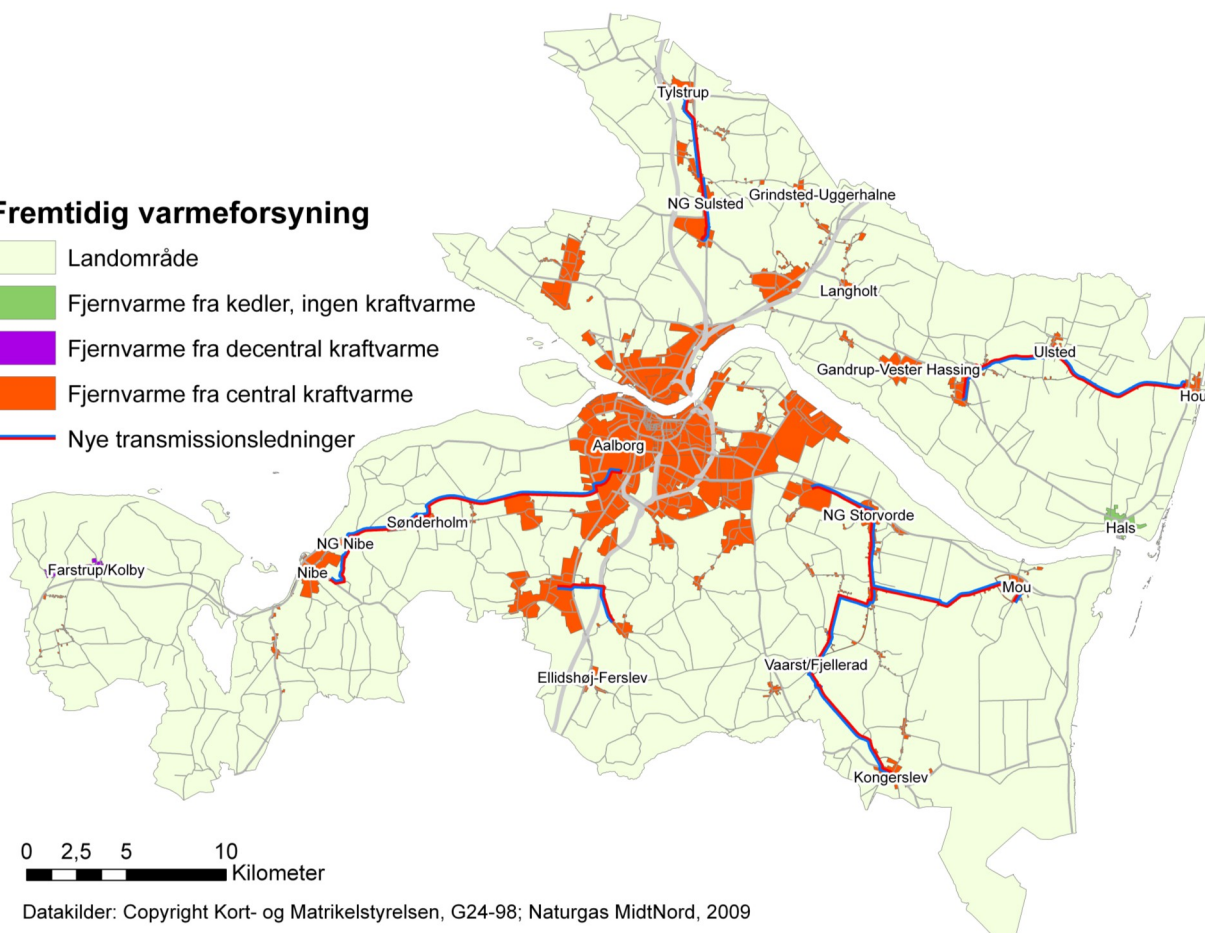 Fremtidig varmeforsyning
Landområde
Fjernvarme fra kedler, ingen kraftvarme
Fjernvarme fra decentral kraftvarme
Fjernvarme fra central kraftvarme
Nye transmissionsledninger
Tylstrup
NG Sulsted
Grindsted-Uggerhalne
Langholt
Gandrup-Vester Hassing
Ulsted
Hou
Aalborg
NG Storvorde
Hals
Sønderholm
NG Nibe
Nibe
Farstrup/Kolby
Mou
Vaarst/Fjellerad
Ellidshøj-Ferslev
Kongerslev
0 2,5 5 10
Kilometer
Datakilder: Copyright Kort- og Matrikelstyrelsen, G24-98; Naturgas MidtNord, 2009